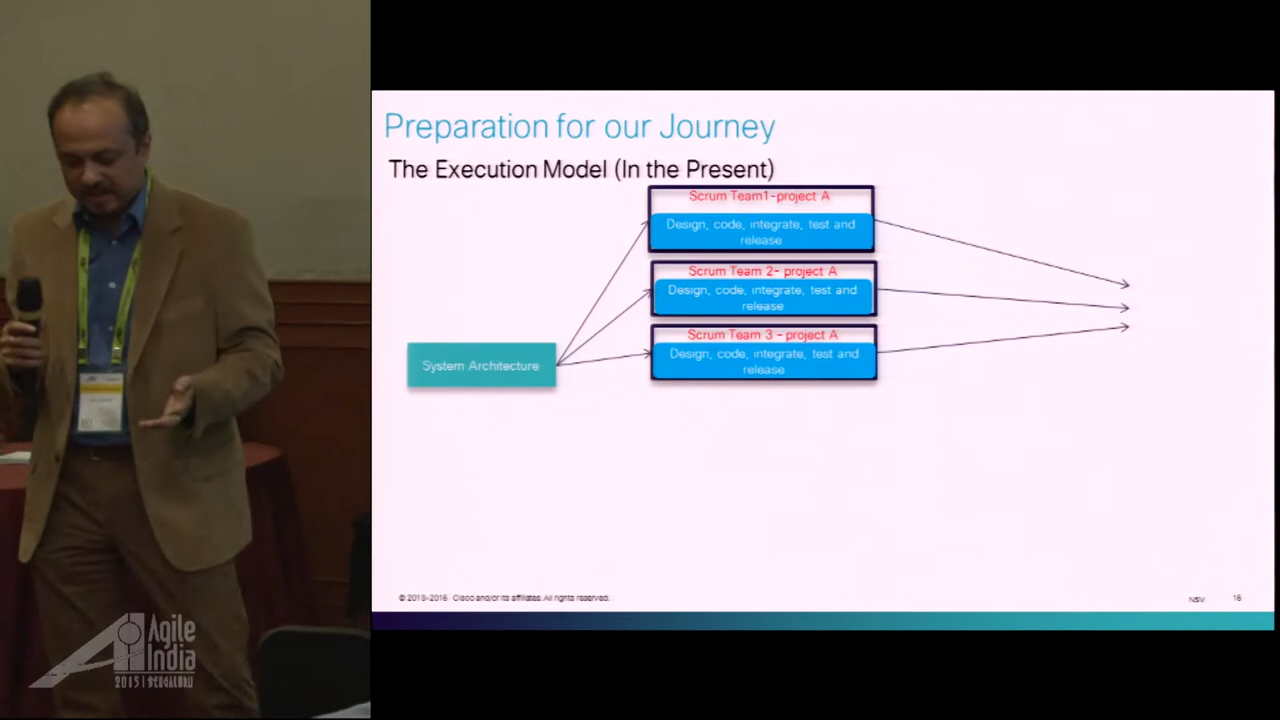 Preparation for our Journey
The Execution Model (In the Present)
Scrum Team1-project A
Design, code, integrate, test and
release
Scrum Team 2- project A
Design, code, integrate, test and
release
Scrum Team 3 - project A
Design, code, integrate, test and
release
System Architecture
© 2013-2016 Cisco and/or its affiliates. All rights reserved.
NSV
16
Agile
India
2015 | BENGALURU